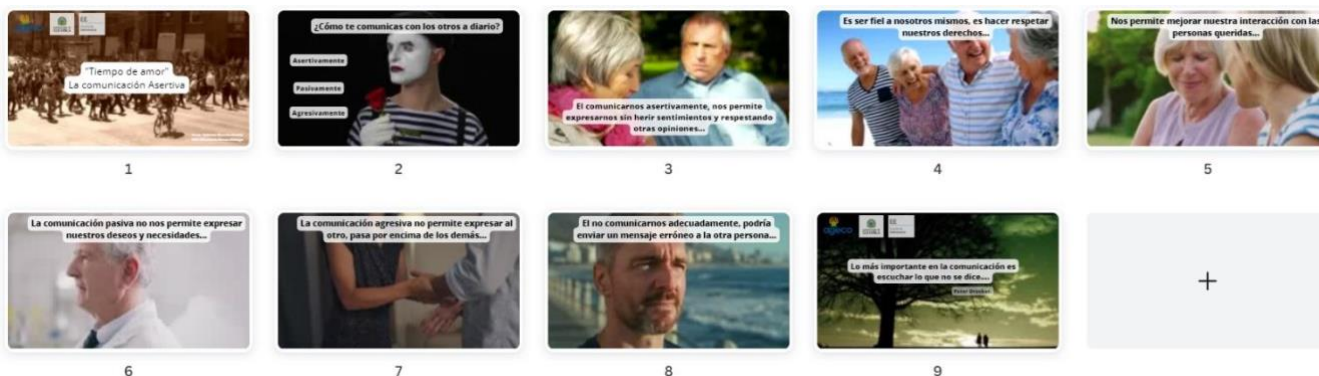 ageco
"Tiempo de amor"
La comunicación Asertiva
¿Cómo te comunicas con los otros a diario?
Asertivamente
Pasivamente
Agresivamente
El comunicarnos asertivamente, nos permite
expresarnos sin herir sentimientos y respestando
otras opiniones...
Es ser fiel a nosotros mismos, es hacer respetar
nuestros derechos...
Nos permite mejorar nuestra interacción con las
personas queridas...
1
2
3
4
5
La comunicación pasiva no nos permite expresar
nuestros deseos y necesidades...
La comunicación agresiva no permite expresar al
otro, pasa por encima de los demás...
El no comunicarnos adecuadamente, podría
enviar un mensaje erróneo a la otra persona...
ageco
Lo más importante en la comunicación es
escuchar lo que no se dice....
Peter Drucker
+
6
7
8
9